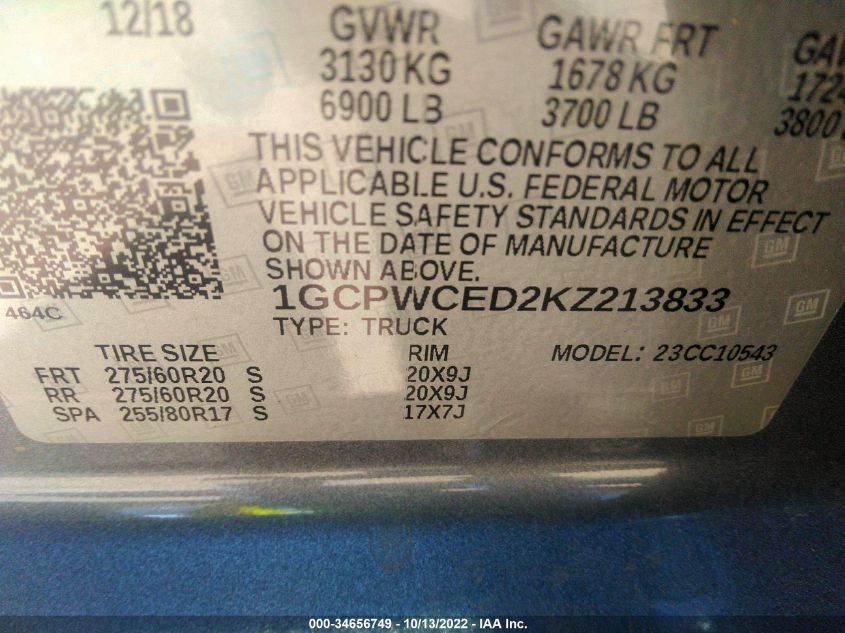 12/18 GVWR GAWR FRT
3130 KG 1678 KG
6900 LB 3700 LB
THIS VEHICLE CONFORMS TO ALL
APPLICABLE U.S. FEDERAL MOTOR
VEHICLE SAFETY STANDARDS IN EFFECT
ON THE DATE OF MANUFACTURE
SHOWN ABOVE.
464C
1GCPWCED2KZ213833
TYPE: TRUCK
TIRE SIZE RIM MODEL: 23CC10543
FRT 275/60R20 S 20X9J
RR 275/60R20 S 20X9J
SPA 255/80R17 S 17X7J
000-34656749 - 10/13/2022 - IAA Inc.